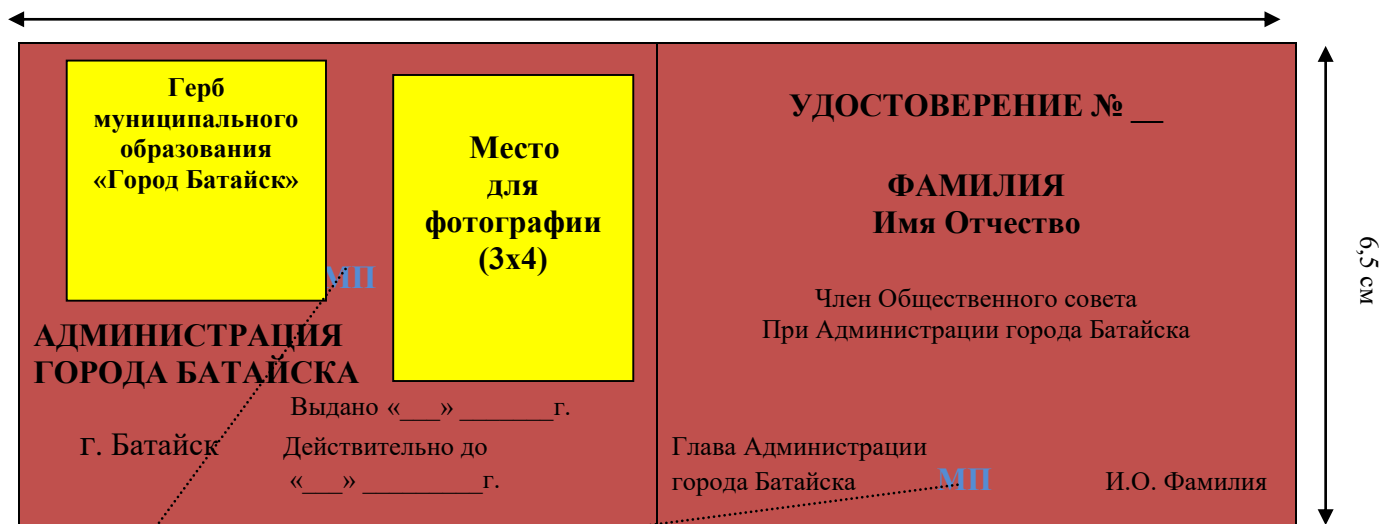 Герб
муниципального
образования
«Город Батайск»
МП
АДМИНИСТРАЦИЯ
ГОРОДА БАТАЙСКА
Место
для
фотографии
(3х4)
Выдано «___» _______г.
г. Батайск
Действительно до
«___» _________г.
УДОСТОВЕРЕНИЕ № __
ФАМИЛИЯ
Имя Отчество
Член Общественного совета
При Администрации города Батайска
Глава Администрации
города Батайска МП И.О. Фамилия
6,5 см